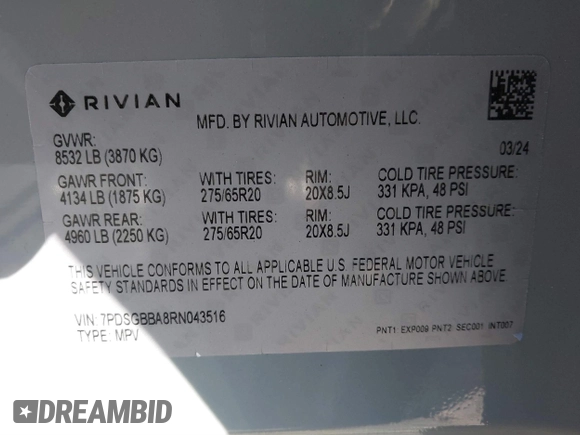 RIVIAN
MFD. BY RIVIAN AUTOMOTIVE, LLC.
GVWR:
8532 LB (3870 KG)
03/24
GAWR FRONT: WITH TIRES: RIM: COLD TIRE PRESSURE:
4134 LB (1875 KG) 275/65R20 20X8.5J 331 KPA, 48 PSI
GAWR REAR: WITH TIRES: RIM: COLD TIRE PRESSURE:
4960 LB (2250 KG) 275/65R20 20X8.5J 331 KPA, 48 PSI
THIS VEHICLE CONFORMS TO ALL APPLICABLE U.S. FEDERAL MOTOR VEHICLE
SAFETY STANDARDS IN EFFECT ON THE DATE OF MANUFACTURE SHOWN ABOVE.
VIN: 7PDSGBBA8RN043516
TYPE: MPV
PNT1: EXP009 PNT2: SEC001 INT007
DREAMBID